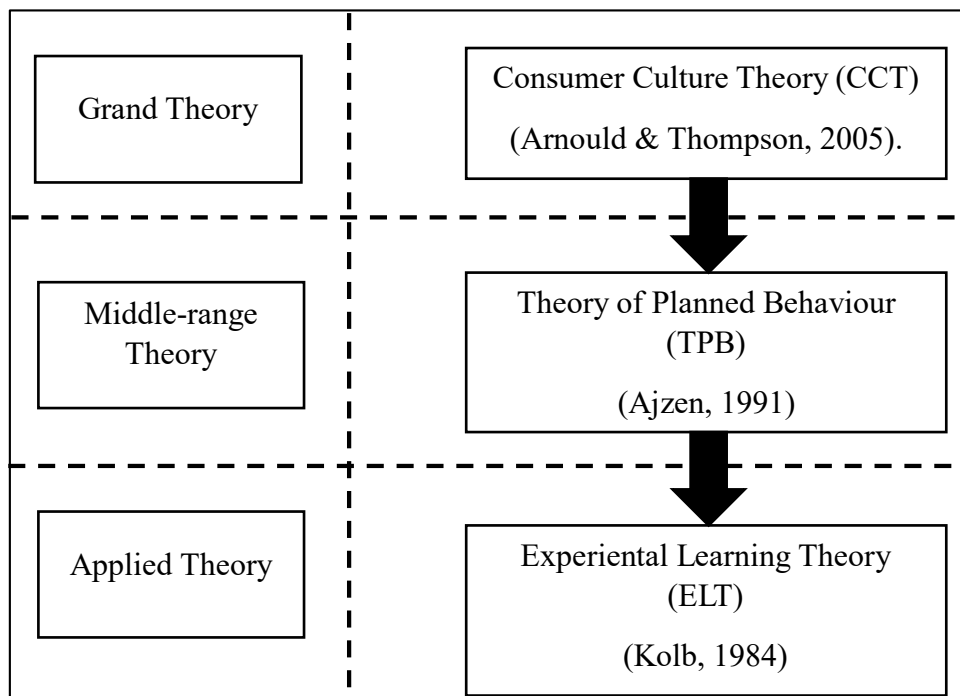 Grand Theory
Consumer Culture Theory (CCT)
(Arnould & Thompson, 2005).
Middle-range
Theory
Theory of Planned Behaviour
(TPB)
(Ajzen, 1991)
Applied Theory
Experiental Learning Theory
(ELT)
(Kolb, 1984)